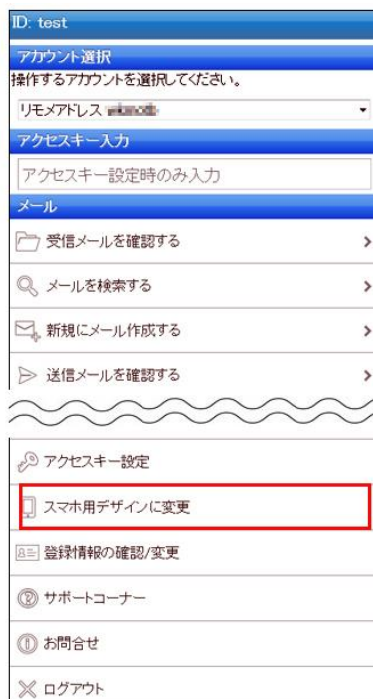 ID: test
アカウント選択
操作するアカウントを選択してください。
リモメアドレス
アクセスキー入力
アクセスキー設定時のみ入力
メール
受信メールを確認する
メールを検索する
新規にメール作成する
送信メールを確認する
アクセスキー設定
スマホ用デザインに変更
登録情報の確認/変更
サポートコーナー
お問合せ
ログアウト